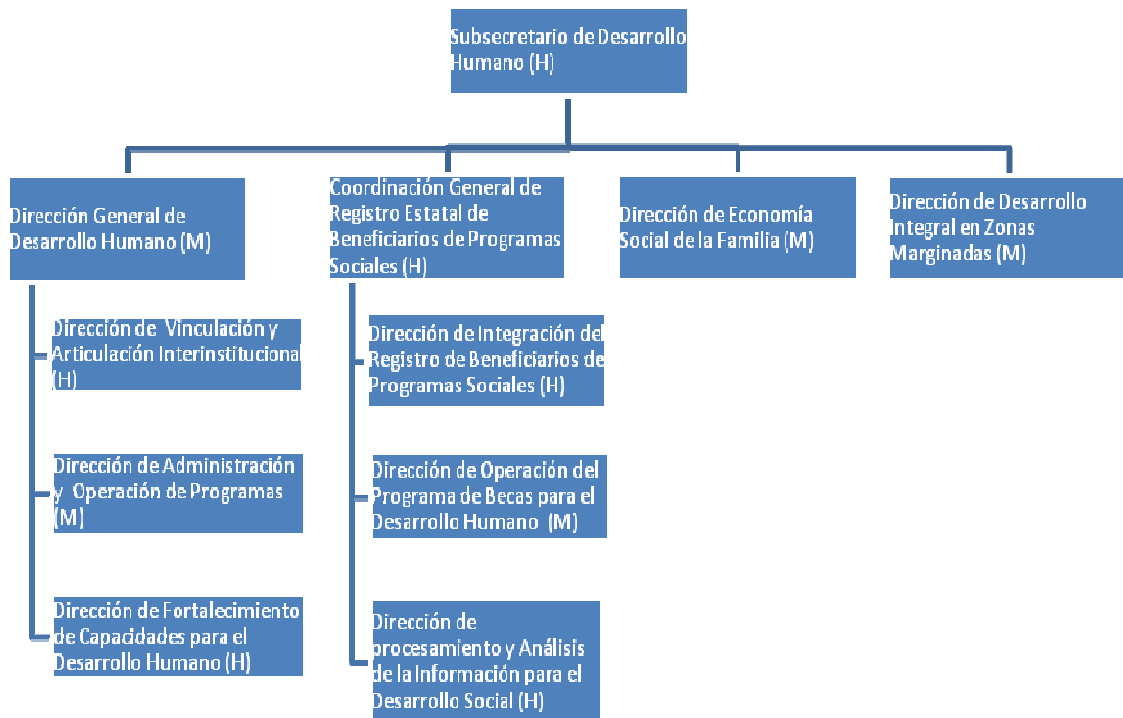 Subsecretario de Desarrollo
Humano (H)
Dirección General de
Desarrollo Humano (M)
Coordinación General de
Registro Estatal de
Beneficiarios de Programas
Sociales (H)
Dirección de Economía
Social de la Familia (M)
Dirección de Desarrollo
Integral en Zonas
Marginadas (M)
Dirección de Vinculación y
Articulación Interinstitucional
(H)
Dirección de Administración
y Operación de Programas
(M)
Dirección de Fortalecimiento
de Capacidades para el
Desarrollo Humano (H)
Dirección de Integración del
Registro de Beneficiarios de
Programas Sociales (H)
Dirección de Operación del
Programa de Becas para el
Desarrollo Humano (M)
Dirección de
procesamiento y Análisis
de la Información para el
Desarrollo Social (H)